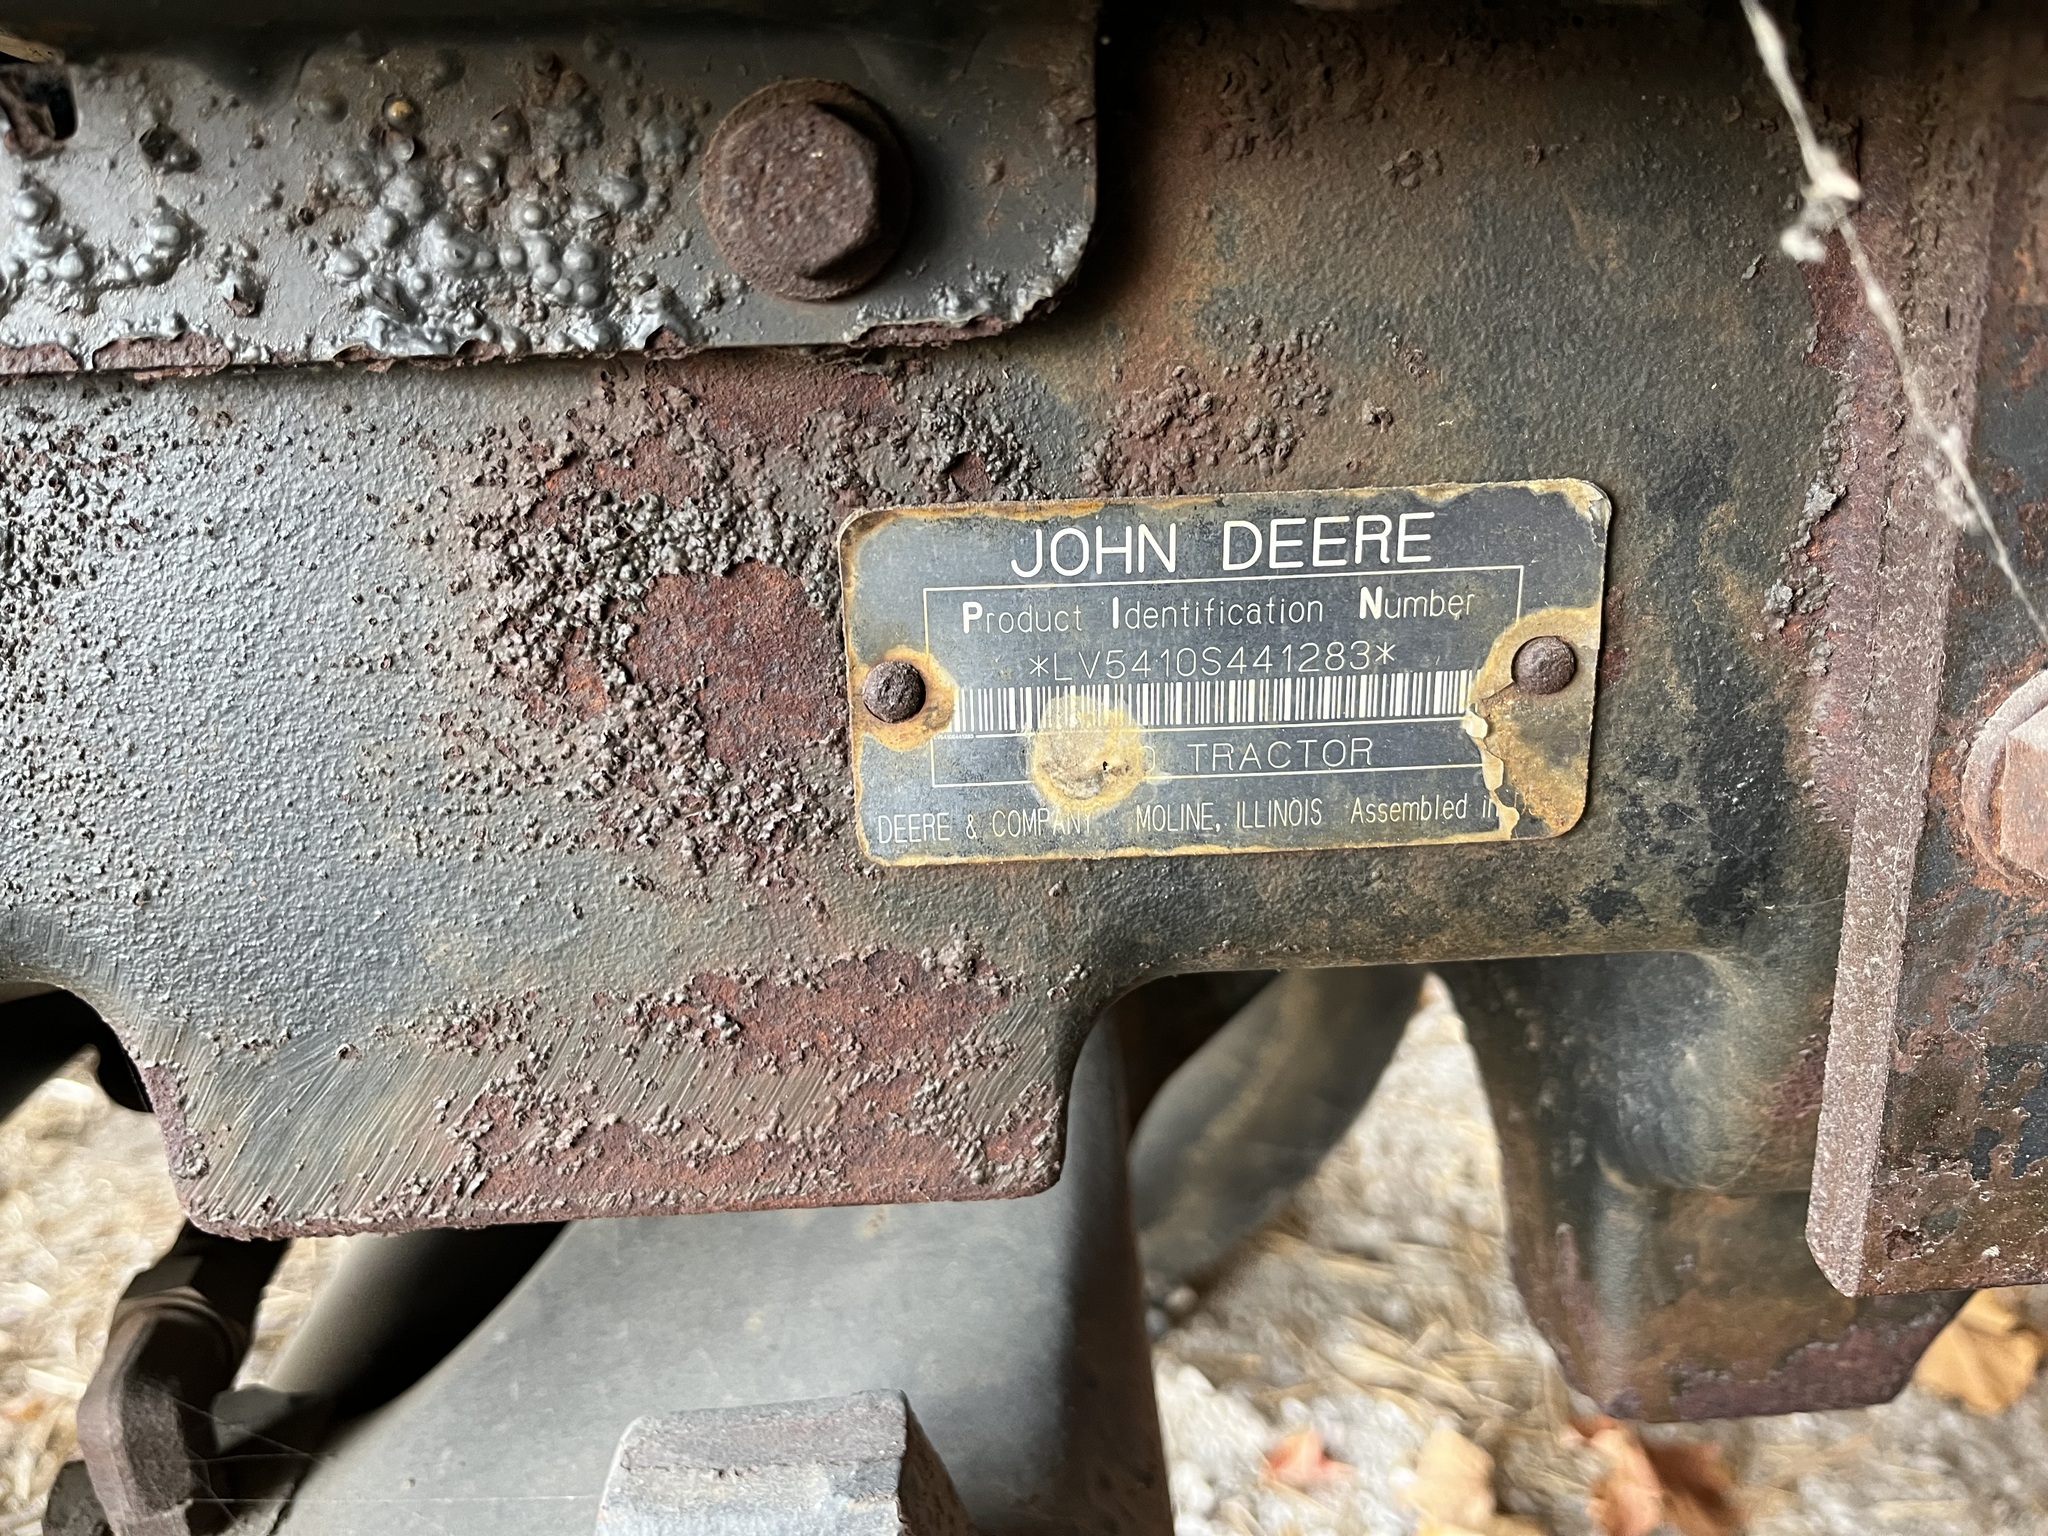 JOHN DEERE
Product Identification Number
*LV5410S441283*
TRACTOR
DEERE & COMPANY MOLINE, ILLINOIS Assembled in